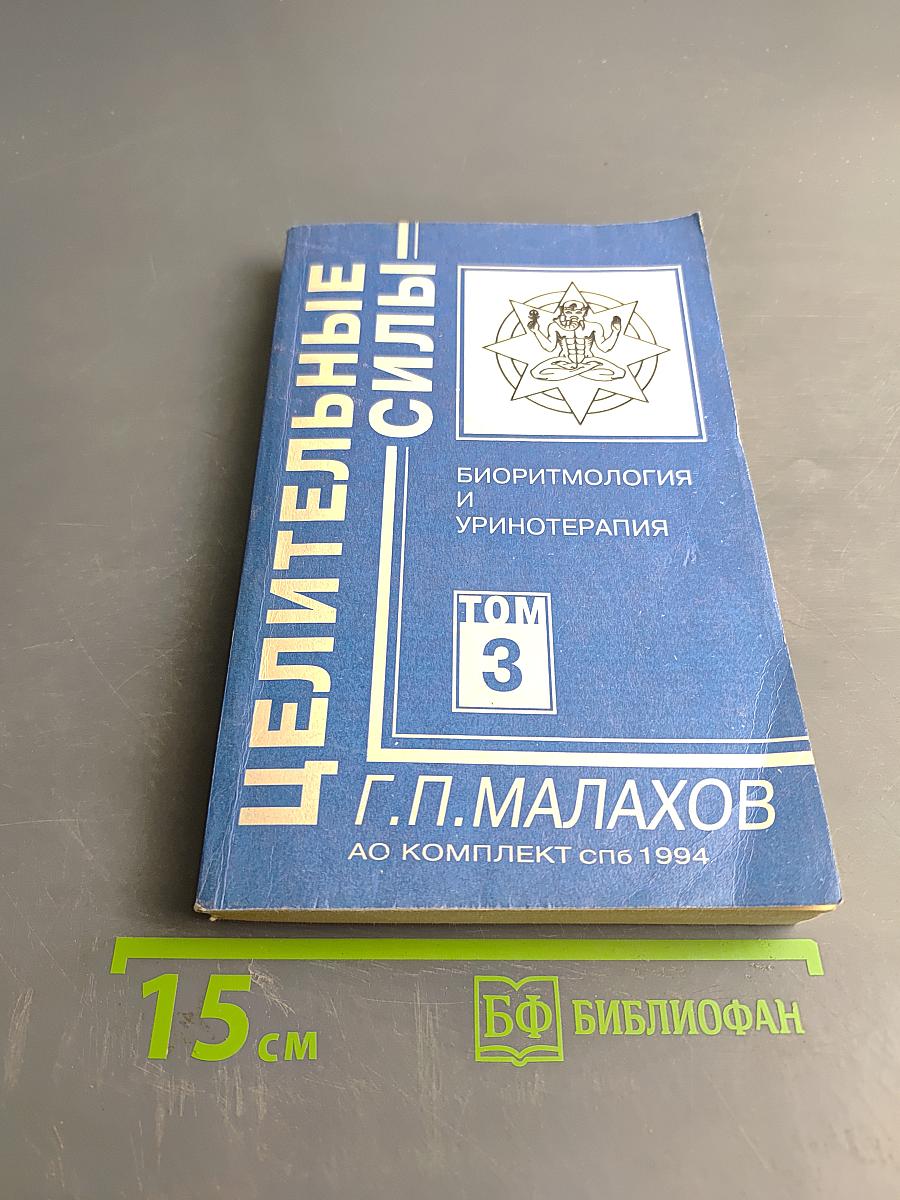 ЦЕЛИТЕЛЬНЫЕ
СИЛЫ
БИОРИТМОЛОГИЯ
И
УРИНОТЕРАПИЯ
ТОМ
3
Г.П.МАЛАХОВ
АО КОМПЛЕКТ СПб 1994
15 см
БФ БИБЛИОФАН